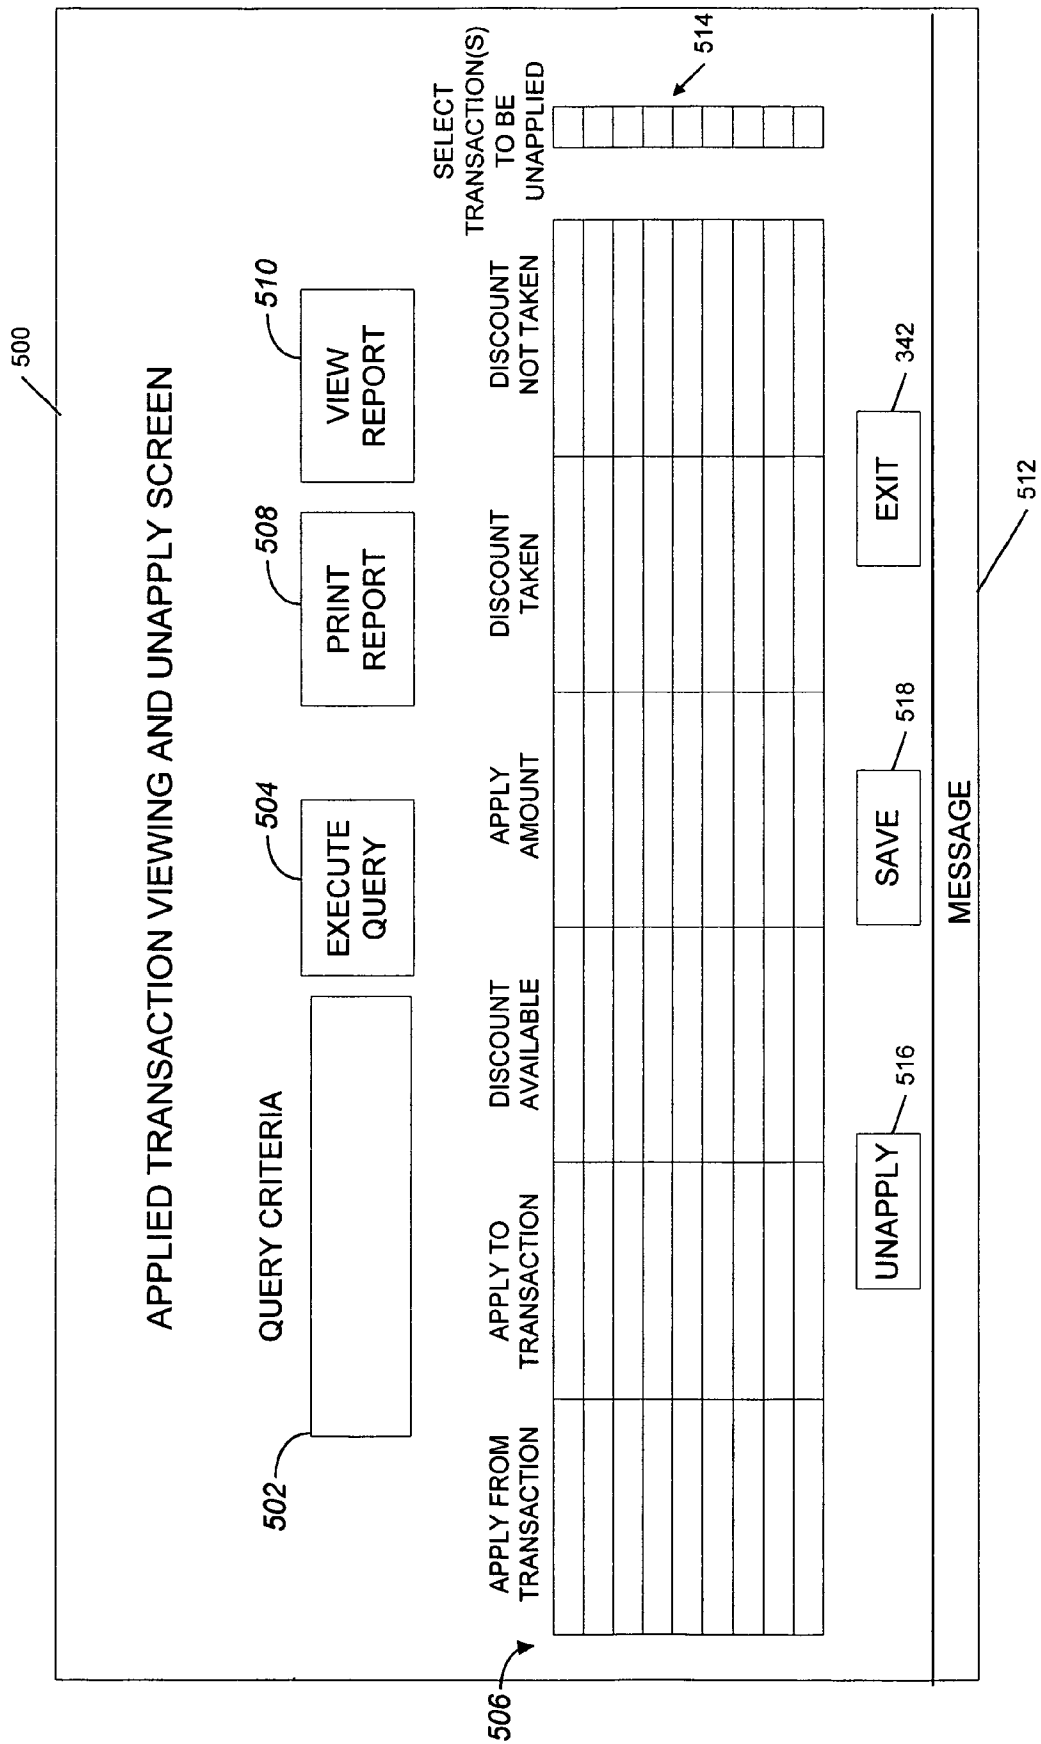 500
APPLIED TRANSACTION VIEWING AND UNAPPLY SCREEN
QUERY CRITERIA
502
504
EXECUTE
QUERY
508
PRINT
REPORT
510
VIEW
REPORT
506
APPLY FROM
TRANSACTION
APPLY TO
TRANSACTION
DISCOUNT
AVAILABLE
APPLY
AMOUNT
DISCOUNT
TAKEN
DISCOUNT
NOT TAKEN
SELECT
TRANSACTION(S)
TO BE
UNAPPLIED
514
UNAPPLY
516
SAVE
518
EXIT
342
MESSAGE
512